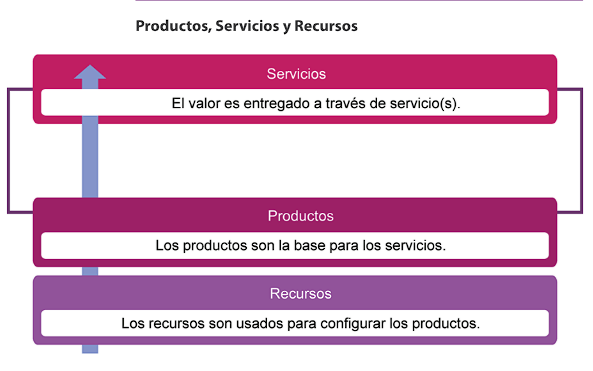 Productos, Servicios y Recursos
Servicios
El valor es entregado a través de servicio(s).
Productos
Los productos son la base para los servicios.
Recursos
Los recursos son usados para configurar los productos.